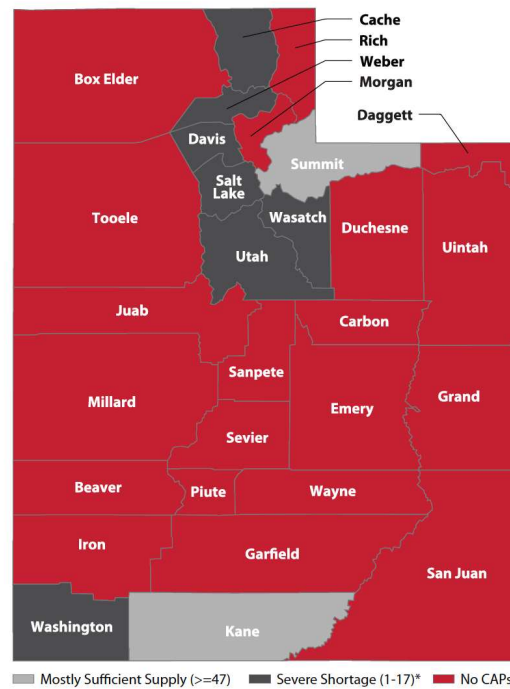 Cache
Rich
Weber
Morgan
Box Elder
Daggett
Davis
Summit
Salt
Lake
Wasatch
Tooele
Duchesne
Uintah
Utah
Juab
Carbon
Sanpete
Millard
Emery
Grand
Sevier
Beaver
Piute
Wayne
Iron
Garfield
San Juan
Washington
Kane
Mostly Sufficient Supply (>=47) Severe Shortage (1-17)* No CAPs